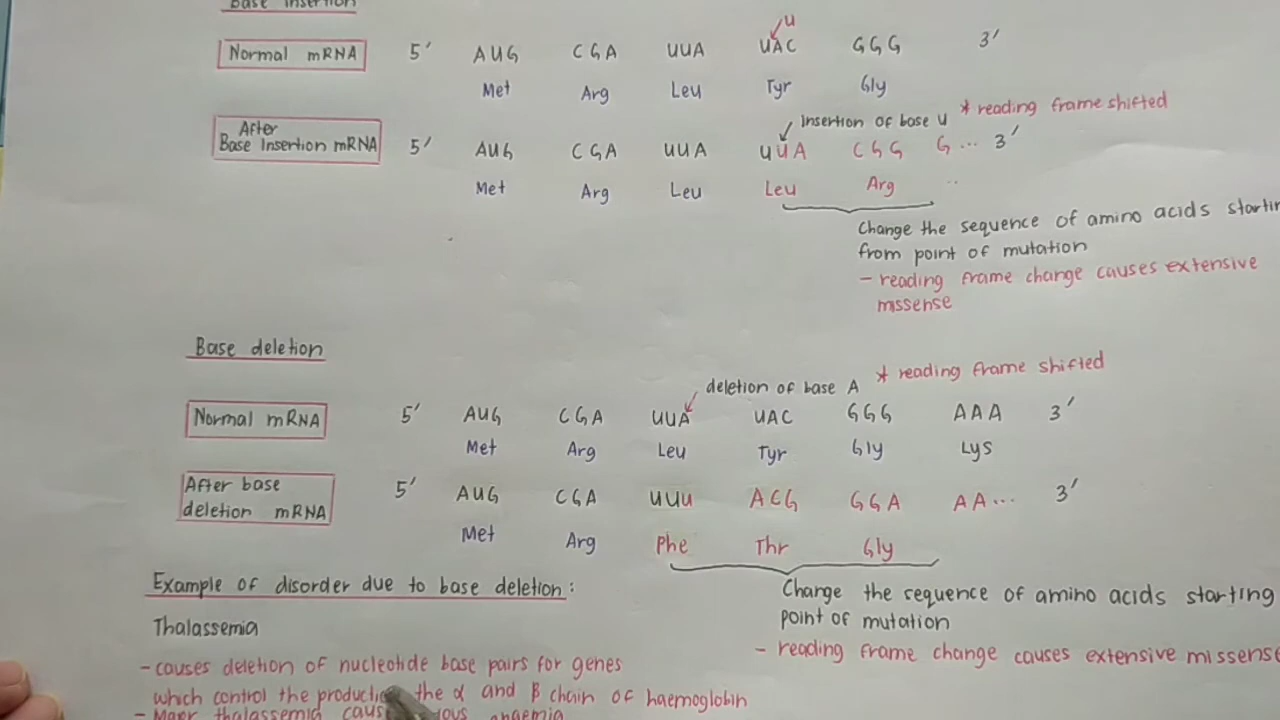 Base insertion
U
Normal mRNA 5' AUG CGA UUA UAC GGG 3'
Met Arg Leu Tyr Gly
Insertion of base U * reading frame shifted
After
Base Insertion mRNA 5' AUG CGA UUA UUA CGG G... 3'
Met Arg Leu Leu Arg ..
Change the sequence of amino acids
from point of mutation
- reading frame change causes extensive
missense
Base deletion
deletion of base A * reading frame shifted
Normal mRNA 5' AUG CGA UUA UAC GGG AAA 3'
Met Arg Leu Tyr Gly Lys
After base
deletion mRNA 5' AUG CGA UUU ACG GGA AA... 3'
Met Arg Phe Thr Gly
Example of disorder due to base deletion:
Change the sequence of amino acids starting
point of mutation
Thalassemia
- reading frame change causes extensive missense
- causes deletion of nucleotide base pairs for genes
which control the the α and β chain of haemoglobin
- thalassemia anaemia